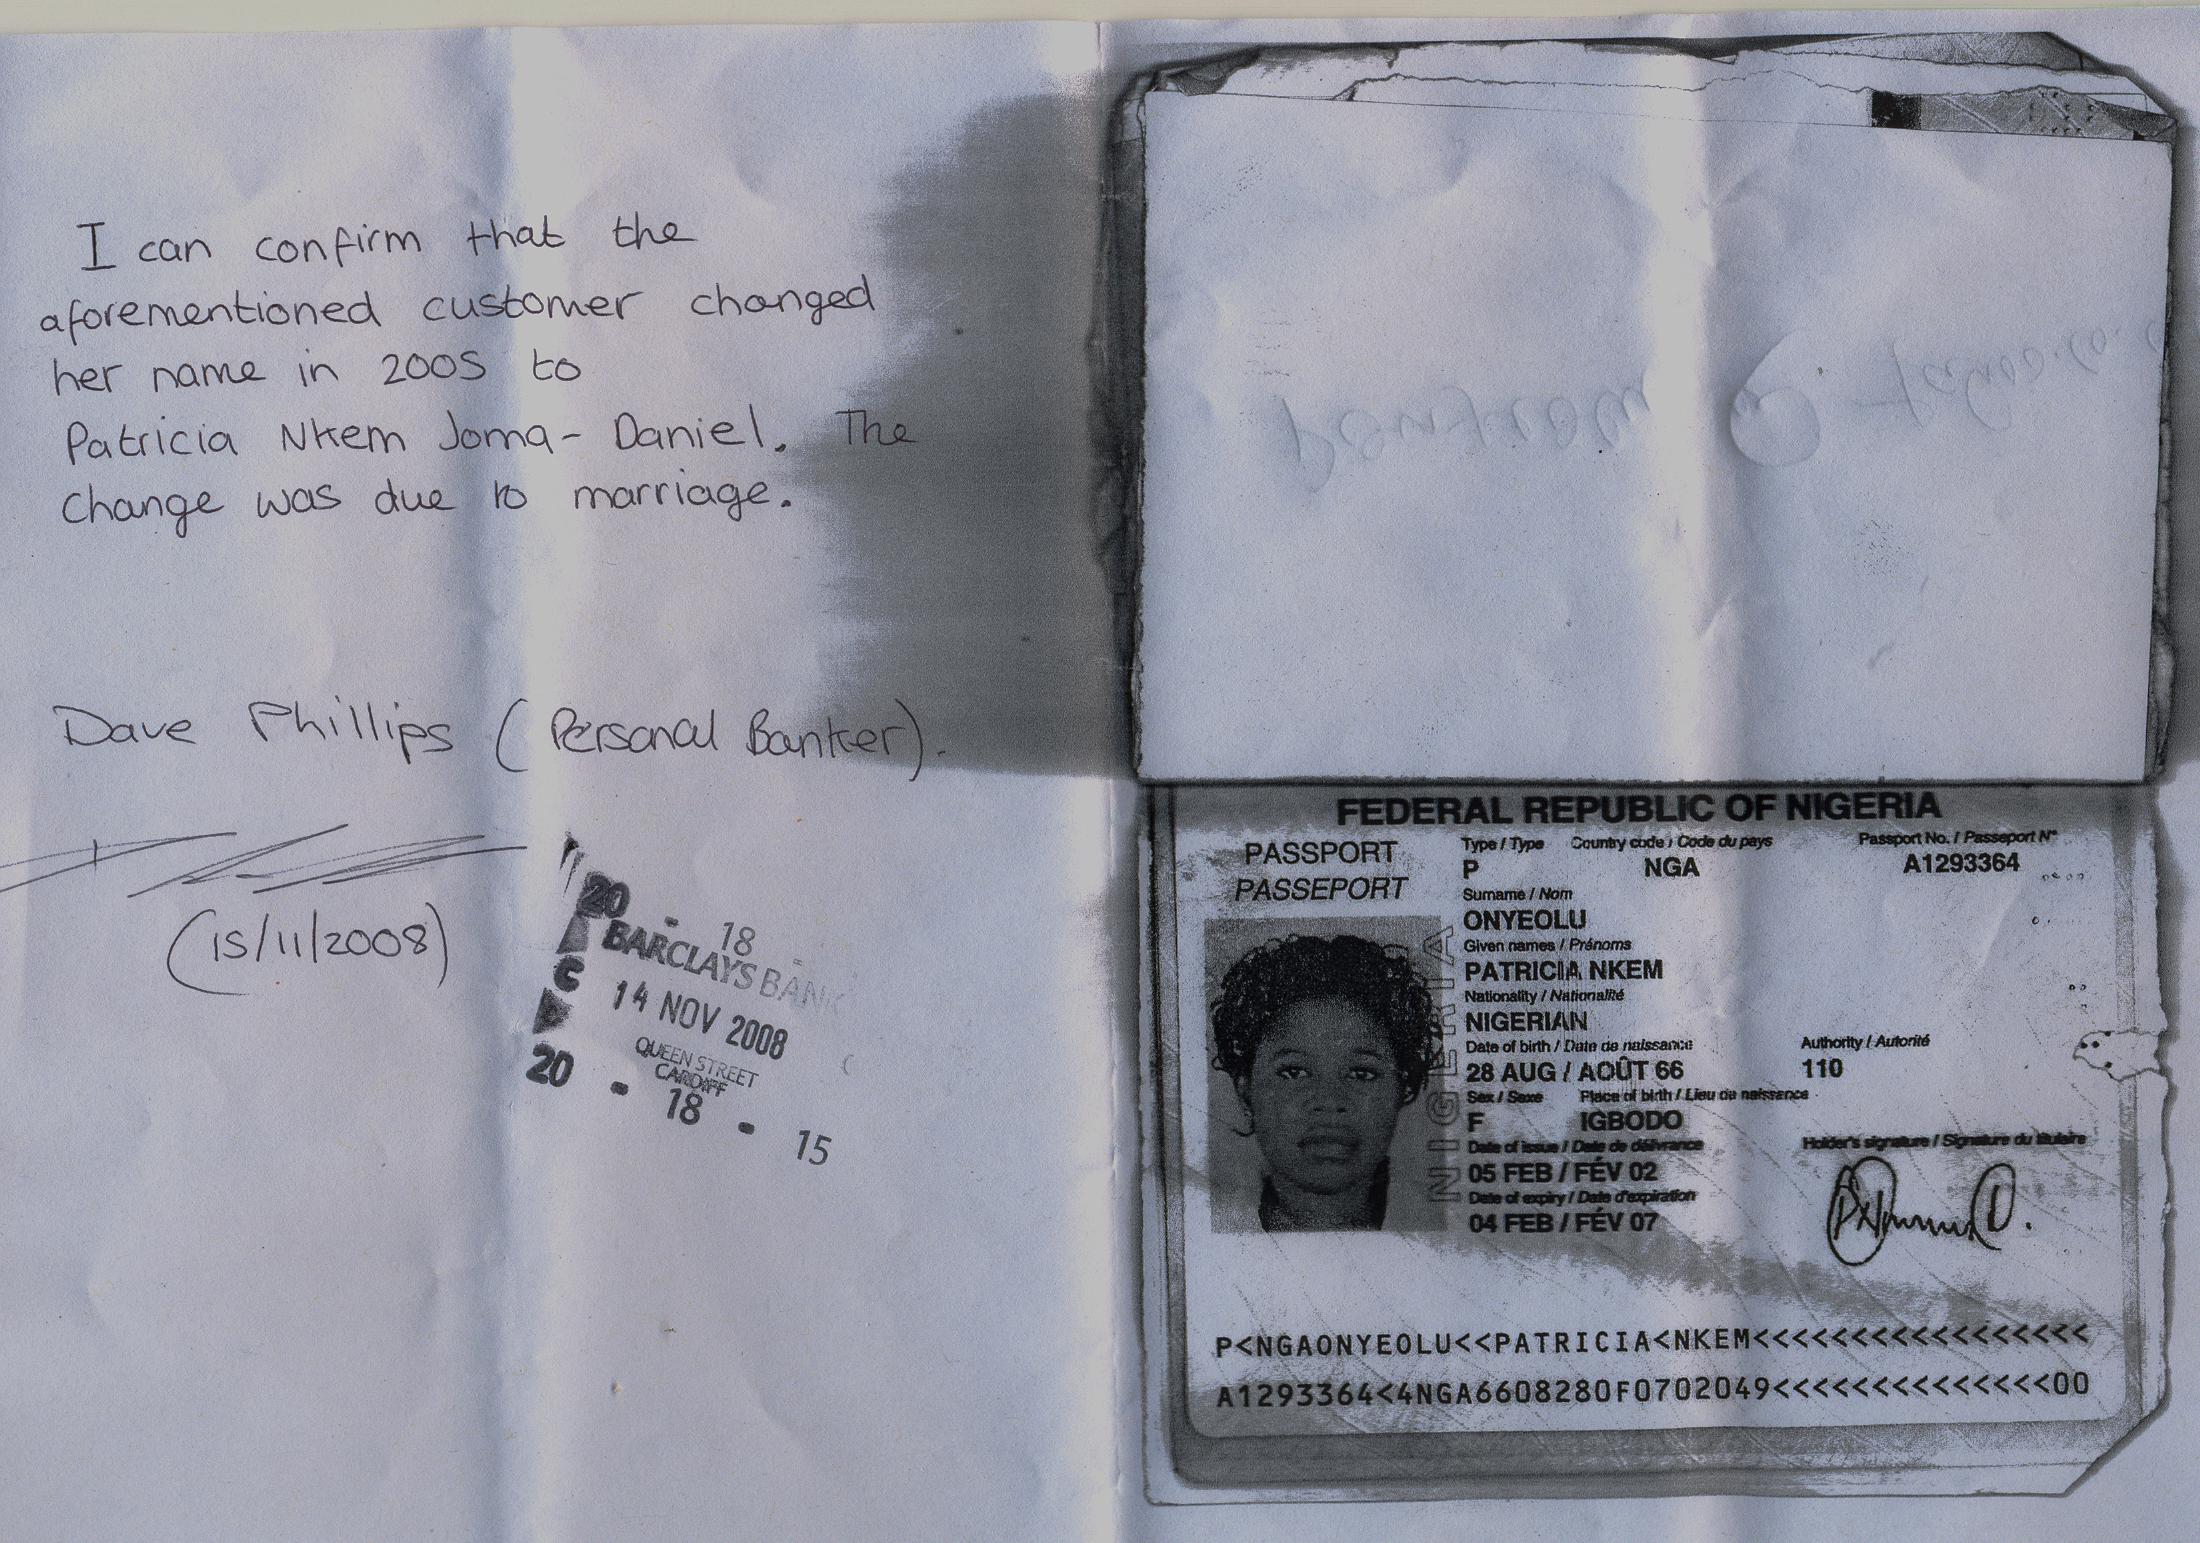 I can confirm that the
aforementioned customer changed
her name in 2005 to
Patricia Nkem Joma-Daniel. The
change was due to marriage.
Dave Phillips (Personal Banker).
(15/11/2008)
20 - 18 -
BARCLAYS BANK
14 NOV 2008
QUEEN STREET
CARDIFF
20 - 18 - 15
FEDERAL REPUBLIC OF NIGERIA
PASSPORT
PASSEPORT
Type / Type Country code / Code du pays Passport No. / Passeport N°
P NGA A1293364
Surname / Nom
ONYEOLU
Given names / Prénoms
PATRICIA NKEM
Nationality / Nationalité
NIGERIAN
Date of birth / Date de naissance Authority / Autorité
28 AUG / AOÛT 66 110
Sex / Sexe Place of birth / Lieu de naissance
F IGBODO
Date of issue / Date de délivrance Holder's signature / Signature du titulaire
05 FEB / FÉV 02
Date of expiry / Date d'expiration
04 FEB / FÉV 07
NIGERIA
P<NGAONYEOLU<<PATRICIA<NKEM<<<<<<<<<<<<<<<<<
A1293364<4NGA6608280F0702049<<<<<<<<<<<<<<00